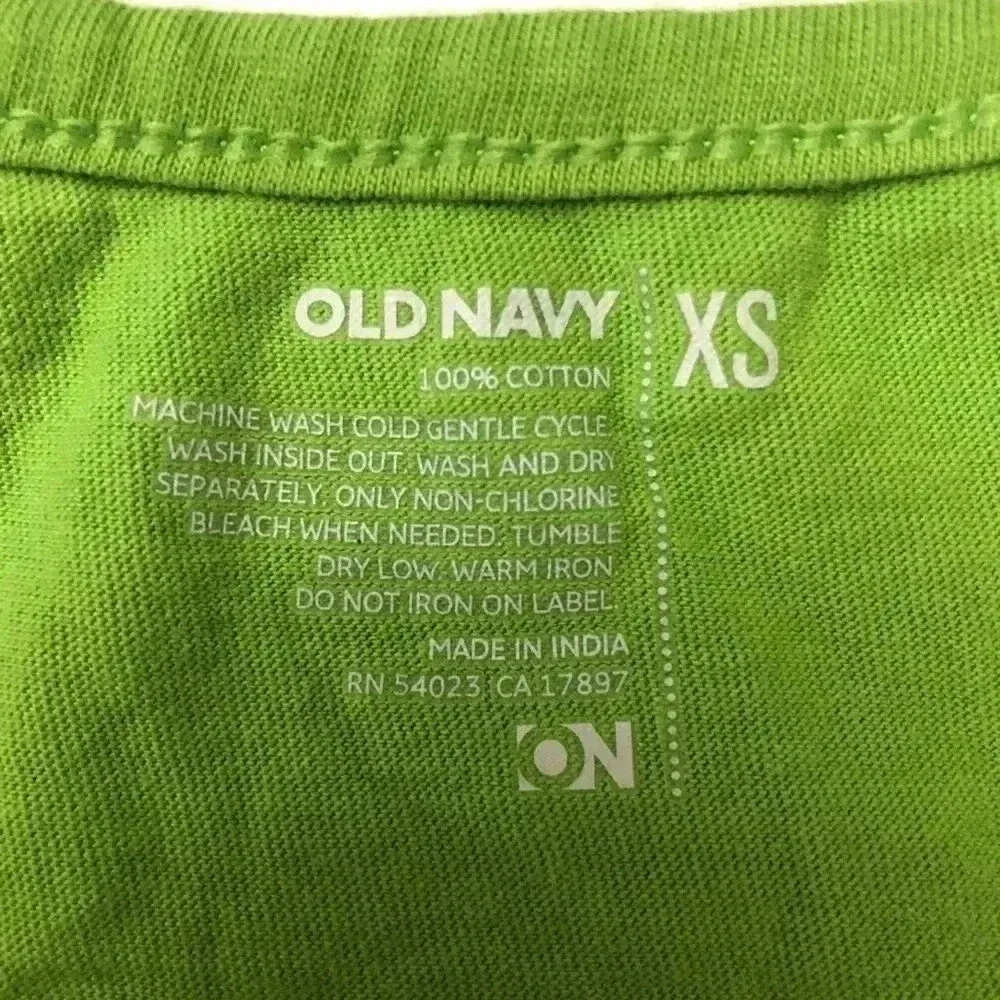 OLD NAVY
XS
100% COTTON
MACHINE WASH COLD GENTLE CYCLE
WASH INSIDE OUT. WASH AND DRY
SEPARATELY. ONLY NON-CHLORINE
BLEACH WHEN NEEDED. TUMBLE
DRY LOW. WARM IRON.
DO NOT IRON ON LABEL.
MADE IN INDIA
RN 54023 CA 17897
ON